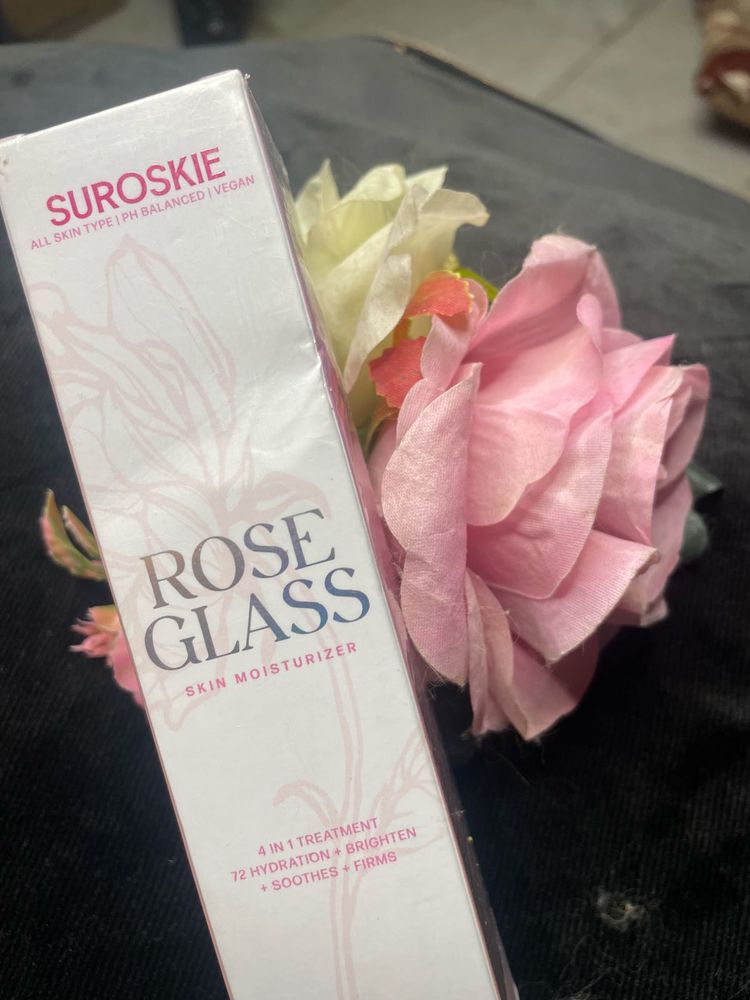 SUROSKIE
ALL SKIN TYPE | PH BALANCED | VEGAN
ROSE
GLASS
SKIN MOISTURIZER
4 IN 1 TREATMENT
72 HYDRATION + BRIGHTEN
+ SOOTHES + FIRMS